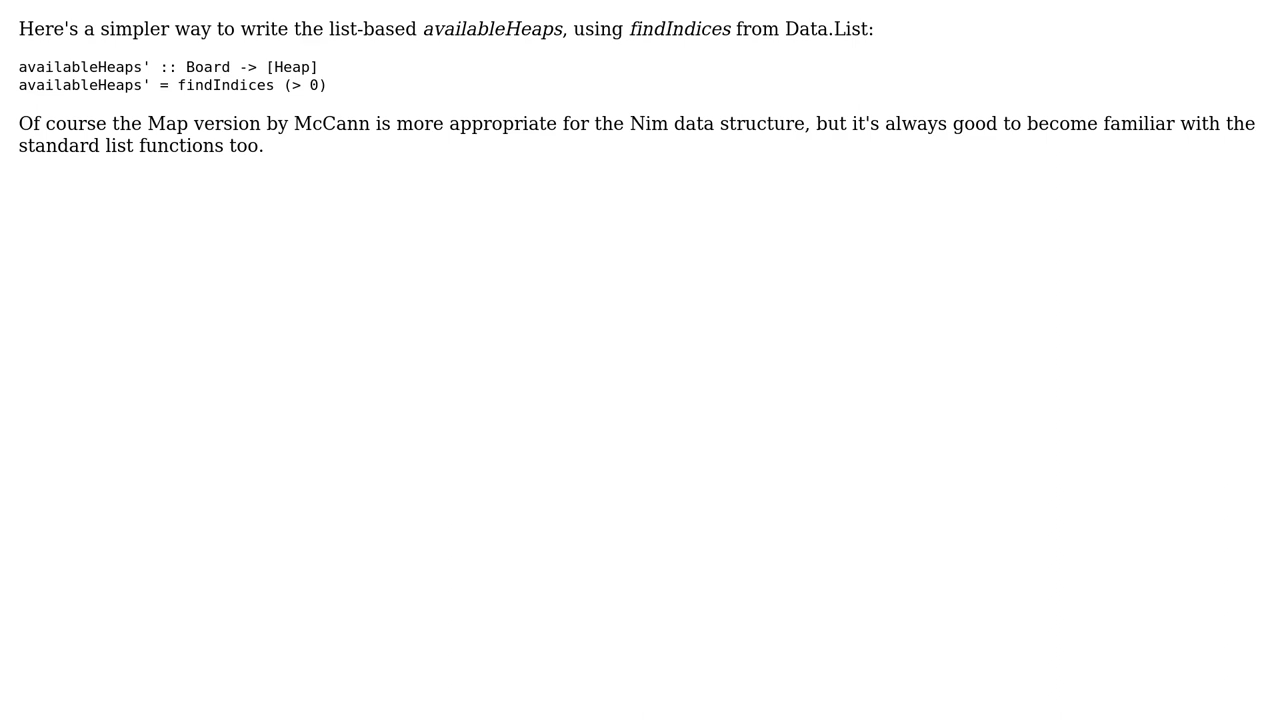 Here's a simpler way to write the list-based availableHeaps, using findIndices from Data.List:
availableHeaps' :: Board -> [Heap]
availableHeaps' = findIndices (> 0)
Of course the Map version by McCann is more appropriate for the Nim data structure, but it's always good to become familiar with the
standard list functions too.